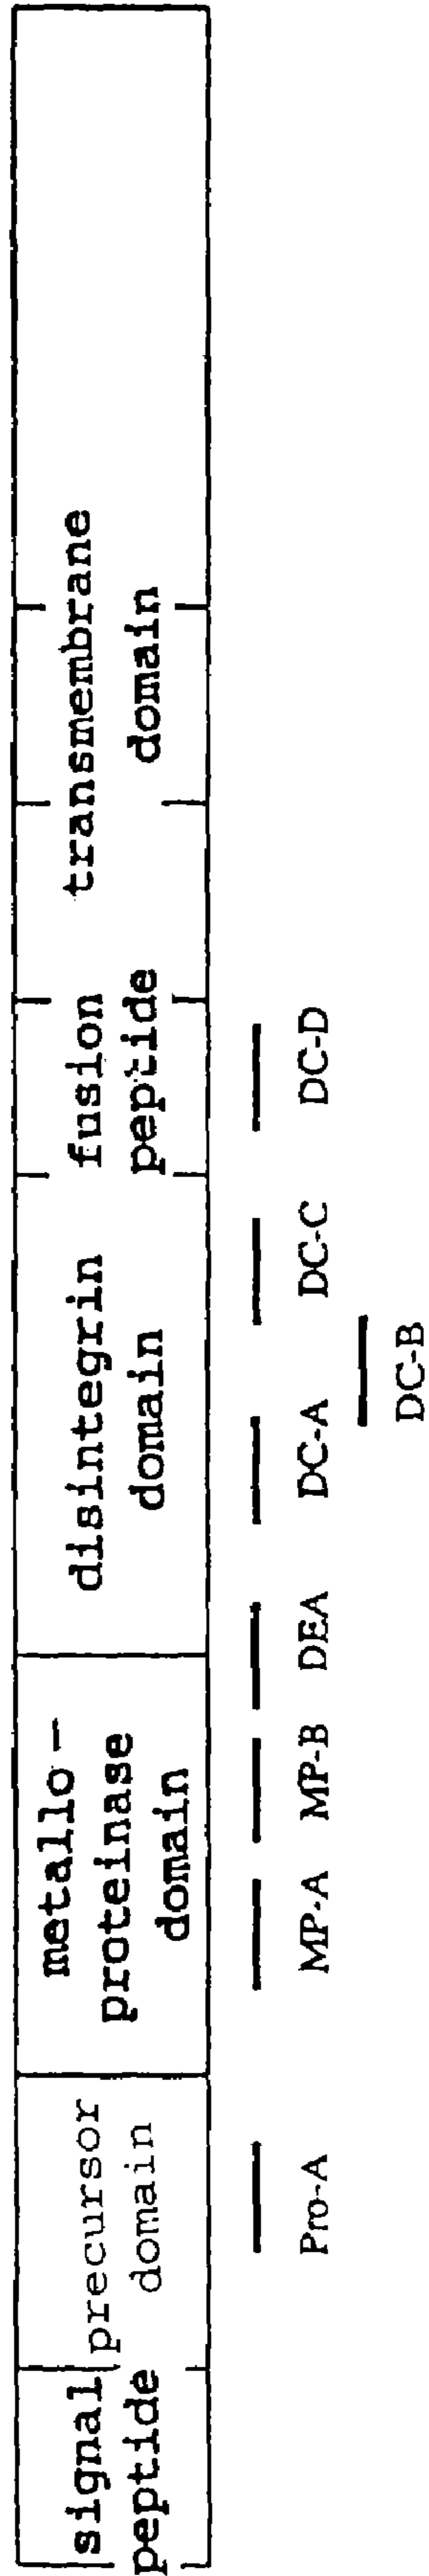 signal
peptide
precursor
domain
metallo-
proteinase
domain
disintegrin
domain
fusion
peptide
transmembrane
domain
Pro-A
MP-A
MP-B
DEA
DC-A
DC-C
DC-D
DC-B